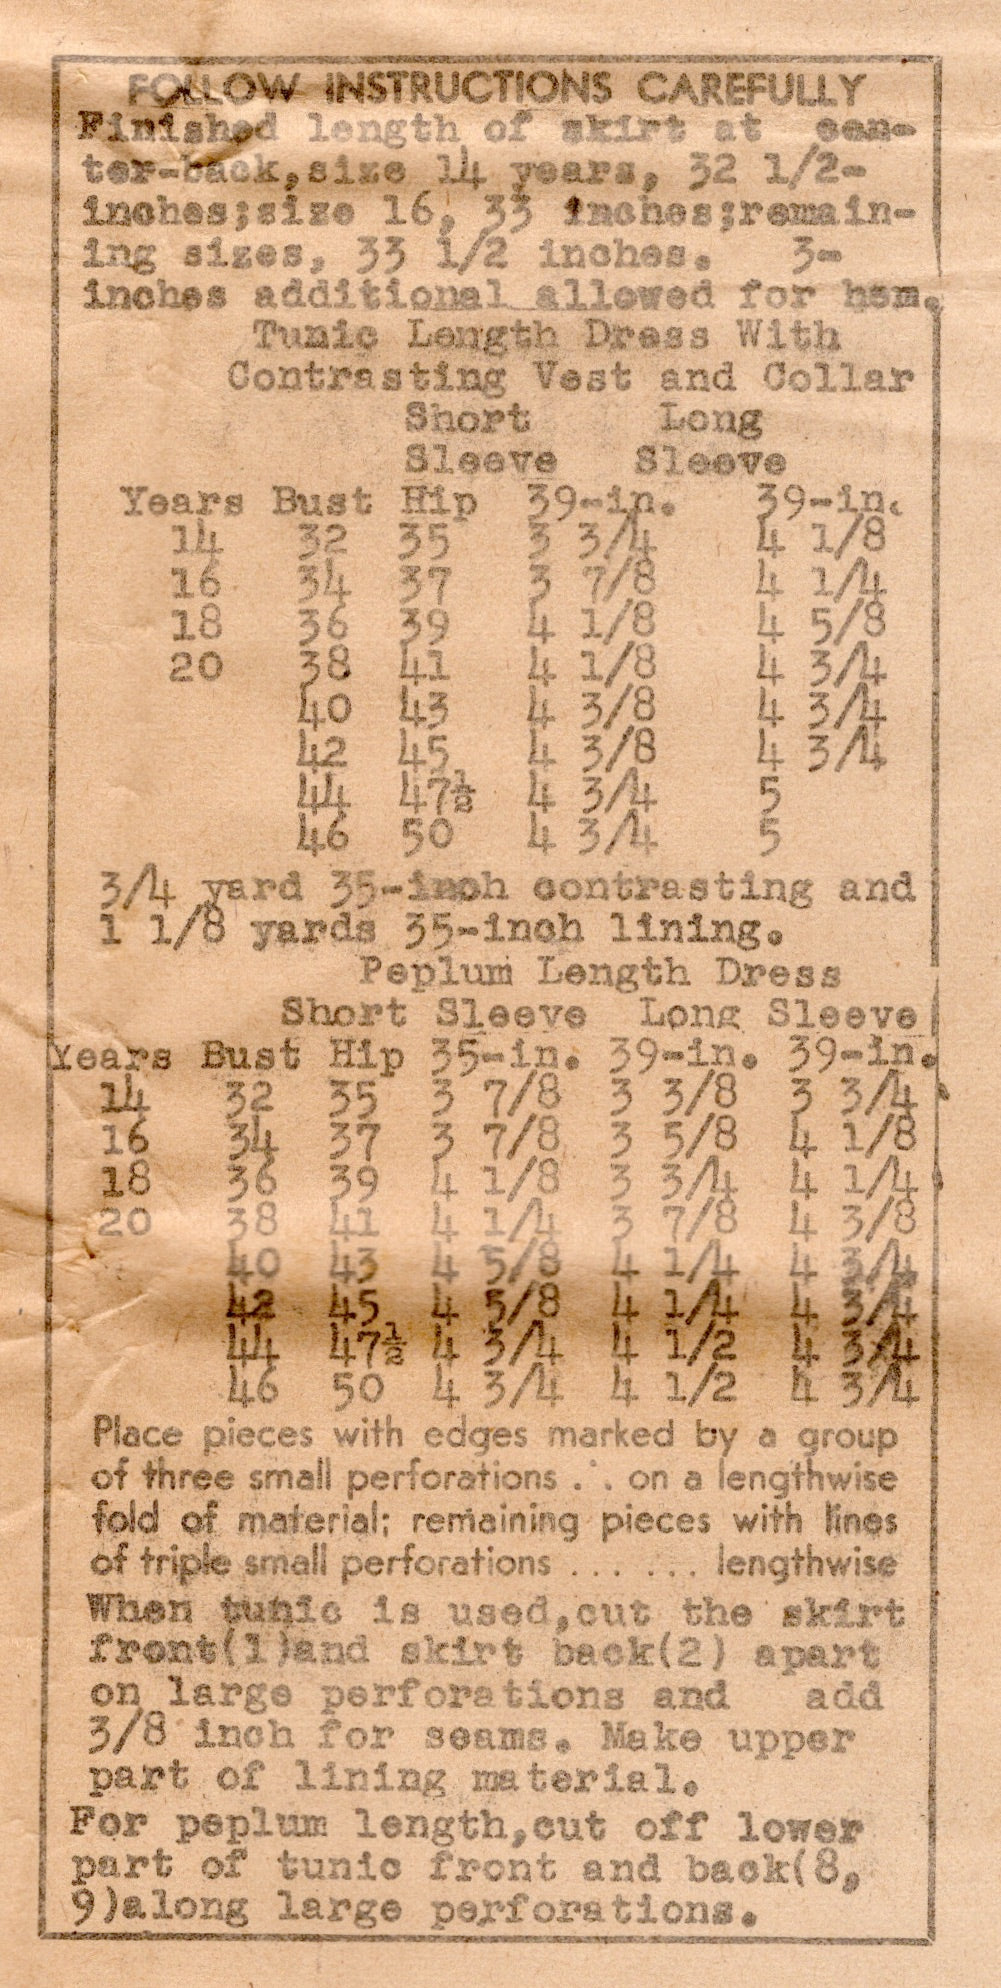 FOLLOW INSTRUCTIONS CAREFULLY
Finished length of skirt at cen-
ter-back,size 14 years, 32 1/2-
inches;size 16, 33 inches;remain-
ing sizes, 33 1/2 inches. 3-
inches additional allowed for hem.
Tunic Length Dress With
Contrasting Vest and Collar
Short Long
Sleeve Sleeve
Years Bust Hip 39-in. 39-in.
14 32 35 3 3/4 4 1/8
16 34 37 3 7/8 4 1/4
18 36 39 4 1/8 4 5/8
20 38 41 4 1/8 4 3/4
40 43 4 3/8 4 3/4
42 45 4 3/8 4 3/4
44 47½ 4 3/4 5
46 50 4 3/4 5
3/4 yard 35-inch contrasting and
1 1/8 yards 35-inch lining.
Peplum Length Dress
Short Sleeve Long Sleeve
Years Bust Hip 35-in. 39-in. 39-in.
14 32 35 3 7/8 3 3/8 3 3/4
16 34 37 3 7/8 3 5/8 4 1/8
18 36 39 4 1/8 3 3/4 4 1/4
20 38 41 4 1/4 3 7/8 4 3/8
40 43 4 5/8 4 1/4 4 3/4
42 45 4 5/8 4 1/4 4 3/4
44 47½ 4 3/4 4 1/2 4 3/4
46 50 4 3/4 4 1/2 4 3/4
Place pieces with edges marked by a group
of three small perforations . · . on a lengthwise
fold of material; remaining pieces with lines
of triple small perforations ... ... lengthwise
When tunic is used,cut the skirt
front(1)and skirt back(2) apart
on large perforations and add
3/8 inch for seams. Make upper
part of lining material.
For peplum length,cut off lower
part of tunic front and back(8,
9)along large perforations.